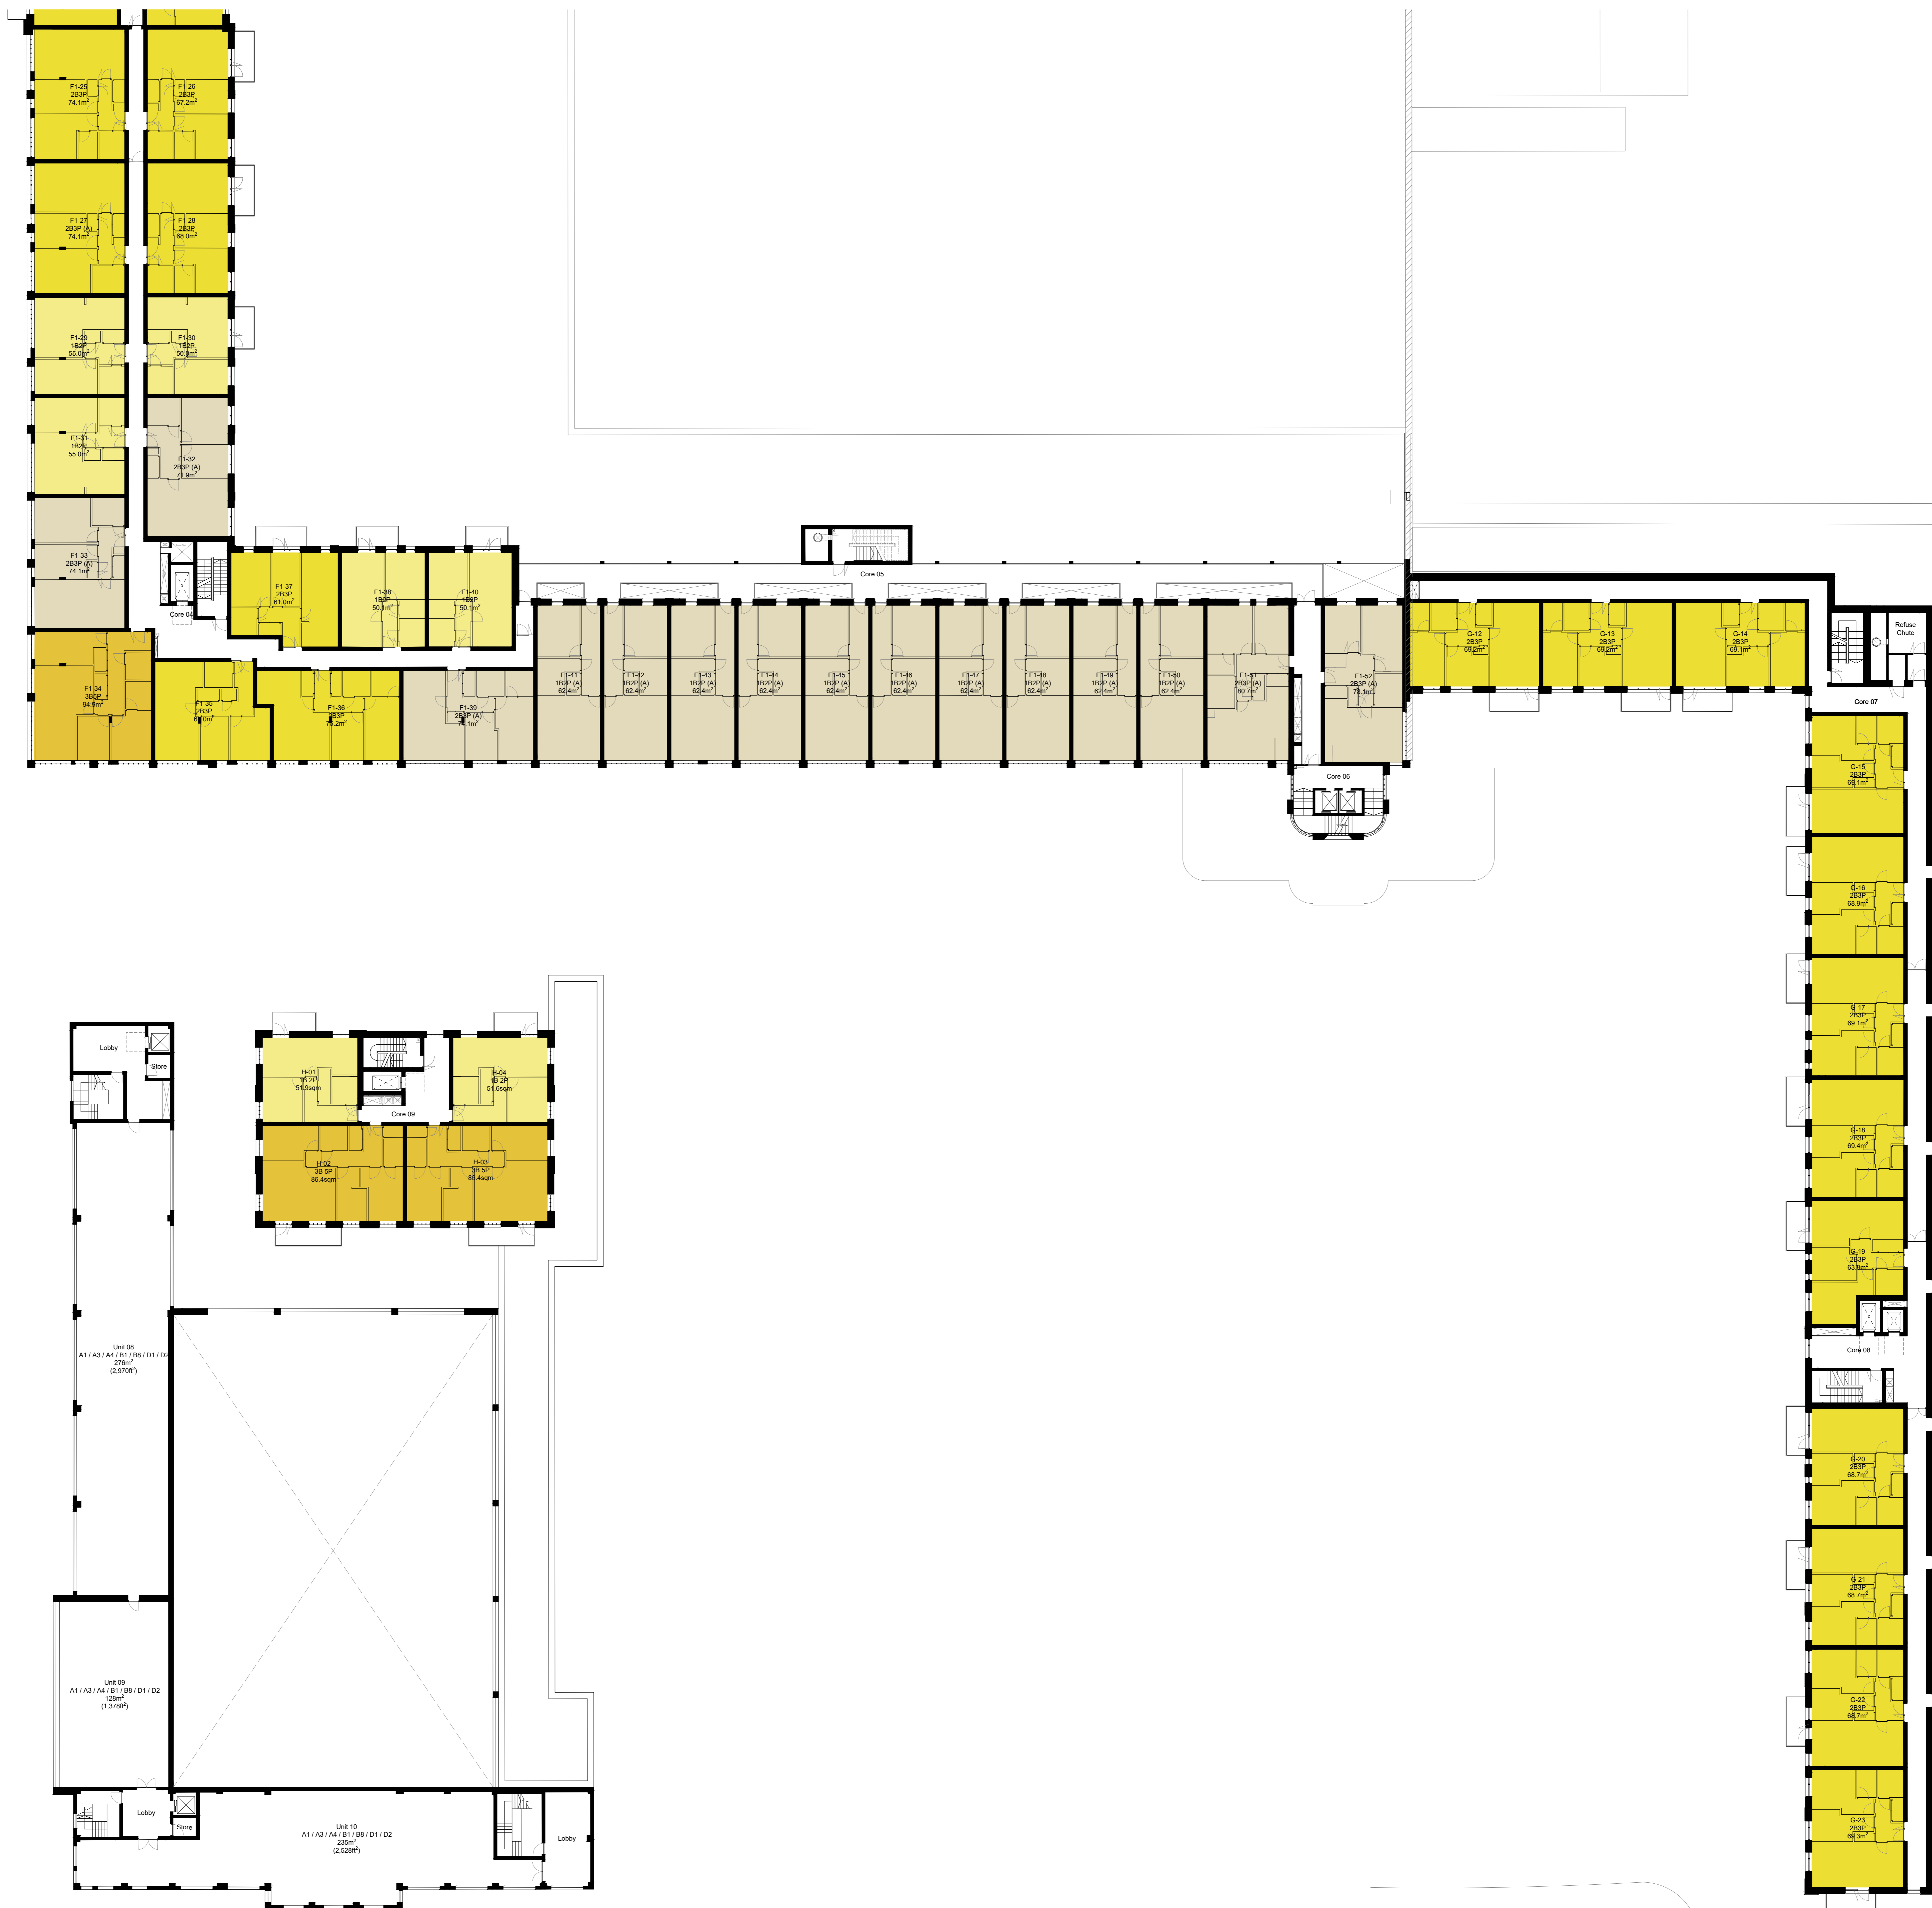 F1-25
2B3P
74.1m²
F1-26
2B3P
67.2m²
F1-27
2B3P (A)
74.1m²
F1-28
2B3P
68.0m²
F1-29
1B2P
55.0m²
F1-30
1B2P
50.0m²
F1-31
1B2P
55.0m²
F1-32
2B3P (A)
71.9m²
F1-33
2B3P (A)
74.1m²
Core 04
F1-37
2B3P
61.0m²
F1-38
1B2P
50.1m²
F1-40
1B2P
50.1m²
Core 05
F1-34
3B5P
94.9m²
F1-35
2B3P
F1-36
2B3P
F1-39
2B3P (A)
F1-41
1B2P (A)
62.4m²
F1-42
1B2P (A)
62.4m²
F1-43
1B2P (A)
62.4m²
F1-44
1B2P (A)
62.4m²
F1-45
1B2P (A)
62.4m²
F1-46
1B2P (A)
62.4m²
F1-47
1B2P (A)
62.4m²
F1-48
1B2P (A)
62.4m²
F1-49
1B2P (A)
62.4m²
F1-50
1B2P (A)
62.4m²
F1-51
2B3P (A)
80.7m²
F1-52
2B3P (A)
78.1m²
Core 06
G-12
2B3P
69.2m²
G-13
2B3P
69.2m²
G-14
2B3P
69.1m²
Refuse
Chute
Core 07
G-15
2B3P
69.1m²
G-16
2B3P
68.9m²
G-17
2B3P
69.1m²
G-18
2B3P
69.4m²
G-19
2B3P
63.8m²
Core 08
G-20
2B3P
68.7m²
G-21
2B3P
68.7m²
G-22
2B3P
68.7m²
G-23
2B3P
69.3m²
Lobby
Store
H-01
1B 2P
51.9sqm
H-04
1B 2P
51.6sqm
Core 09
H-02
3B 5P
86.4sqm
H-03
3B 5P
86.4sqm
Unit 08
A1 / A3 / A4 / B1 / B8 / D1 / D2
276m²
(2,970ft²)
Unit 09
A1 / A3 / A4 / B1 / B8 / D1 / D2
128m²
(1,378ft²)
Lobby
Store
Unit 10
A1 / A3 / A4 / B1 / B8 / D1 / D2
235m²
(2,528ft²)
Lobby